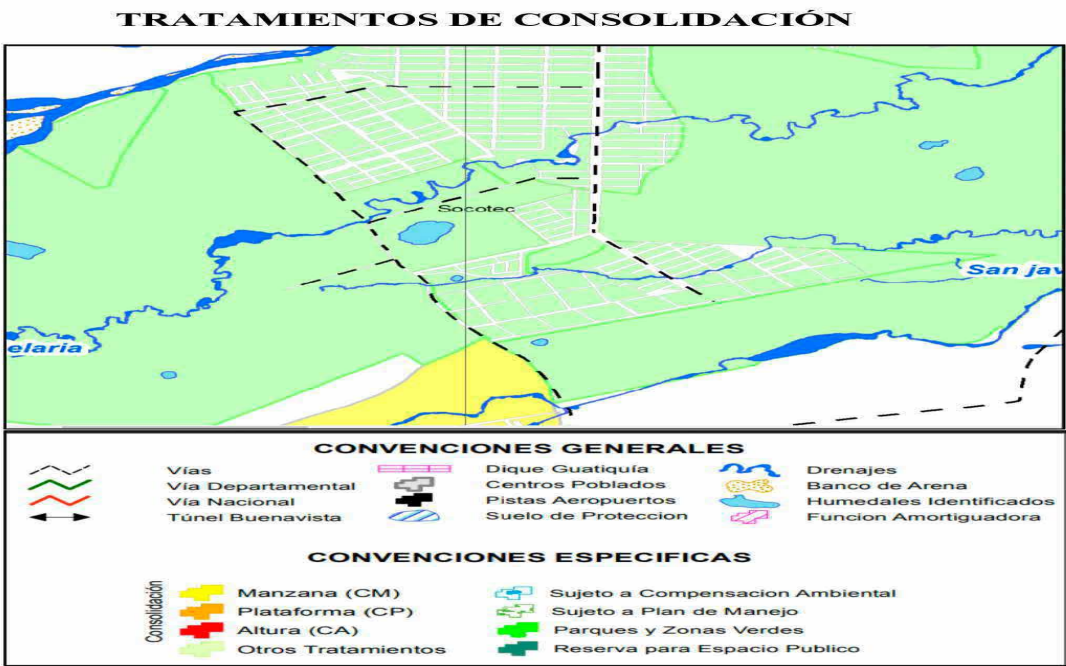 TRATAMIENTOS DE CONSOLIDACIÓN
Socotec
San jav
elaria
CONVENCIONES GENERALES
Vías
Vía Departamental
Vía Nacional
Túnel Buenavista
Dique Guatiquía
Centros Poblados
Pistas Aeropuertos
Suelo de Proteccion
Drenajes
Banco de Arena
Humedales Identificados
Funcion Amortiguadora
CONVENCIONES ESPECIFICAS
Consolidación
Manzana (CM)
Plataforma (CP)
Altura (CA)
Otros Tratamientos
Sujeto a Compensacion Ambiental
Sujeto a Plan de Manejo
Parques y Zonas Verdes
Reserva para Espacio Publico